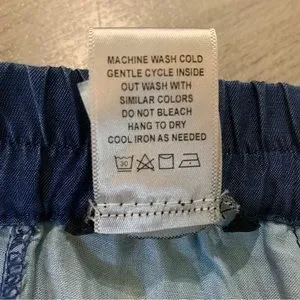 MACHINE WASH COLD
GENTLE CYCLE INSIDE
OUT WASH WITH
SIMILAR COLORS
DO NOT BLEACH
HANG TO DRY
COOL IRON AS NEEDED
30